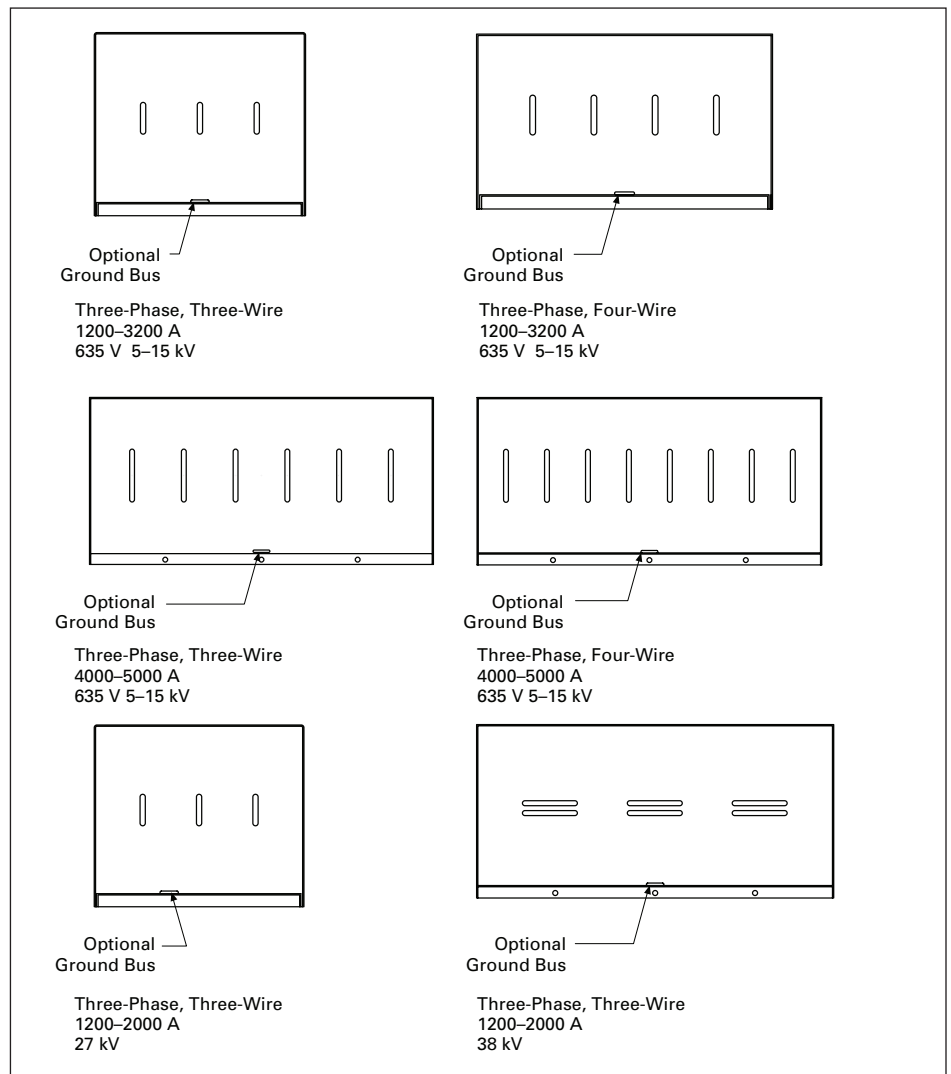 Optional
Ground Bus
Three-Phase, Three-Wire
1200–3200 A
635 V  5–15 kV
Optional
Ground Bus
Three-Phase, Four-Wire
1200–3200 A
635 V  5–15 kV
Optional
Ground Bus
Three-Phase, Three-Wire
4000–5000 A
635 V 5–15 kV
Optional
Ground Bus
Three-Phase, Four-Wire
4000–5000 A
635 V 5–15 kV
Optional
Ground Bus
Three-Phase, Three-Wire
1200–2000 A
27 kV
Optional
Ground Bus
Three-Phase, Three-Wire
1200–2000 A
38 kV